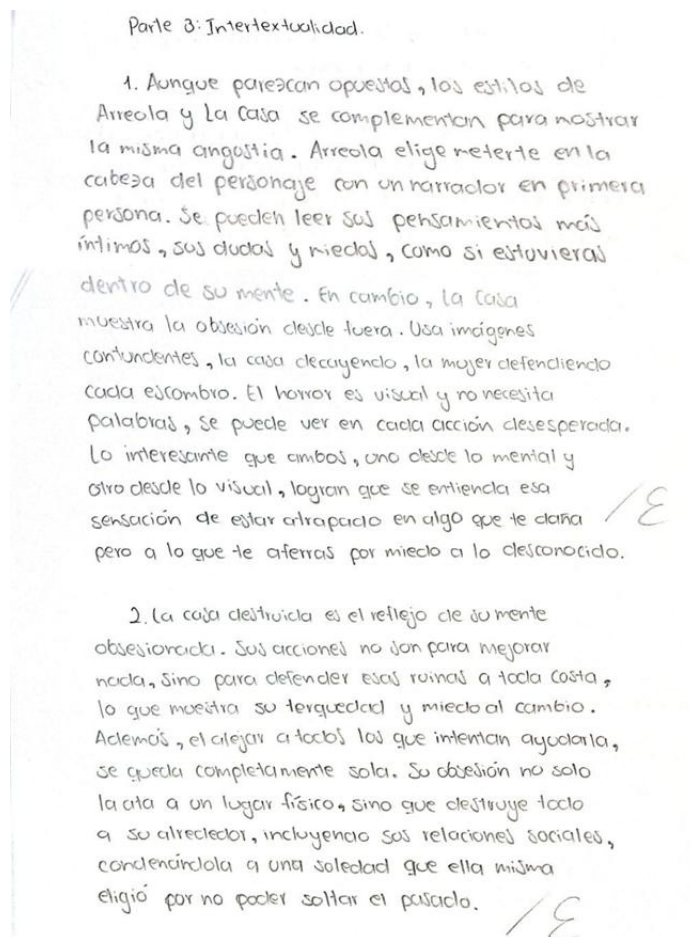 Parte 3: Intertextualidad.
1. Aunque parezcan opuestos, los estilos de
Arreola y La Casa se complementan para mostrar
la misma angostia. Arreola elige meterte en la
cabeza del personaje con un narrador en primera
persona. Se pueden leer sus pensamientos más
íntimos, sus dudas y miedos, como si estuvieras
dentro de su mente. En cambio, La Casa
muestra la obsesión desde fuera. Usa imágenes
contundentes, la casa decayendo, la mujer defendiendo
cada escombro. El horror es visual y no necesita
palabras, se puede ver en cada acción desesperada.
Lo interesante que ambos, uno desde lo mental y
otro desde lo visual, logran que se entienda esa
sensación de estar atrapado en algo que te daña
pero a lo que te aferras por miedo a lo desconocido.
2. La casa destruida es el reflejo de su mente
obsesionada. Sus acciones no son para mejorar
nada, sino para defender esas ruinas a toda costa,
lo que muestra su terquedad y miedo al cambio.
Además, el alejar a todos los que intentan ayudarla,
se queda completamente sola. Su obsesión no solo
la ata a un lugar físico, sino que destruye todo
a su alrededor, incluyendo sus relaciones sociales,
condenándola a una soledad que ella misma
eligió por no poder soltar el pasado.